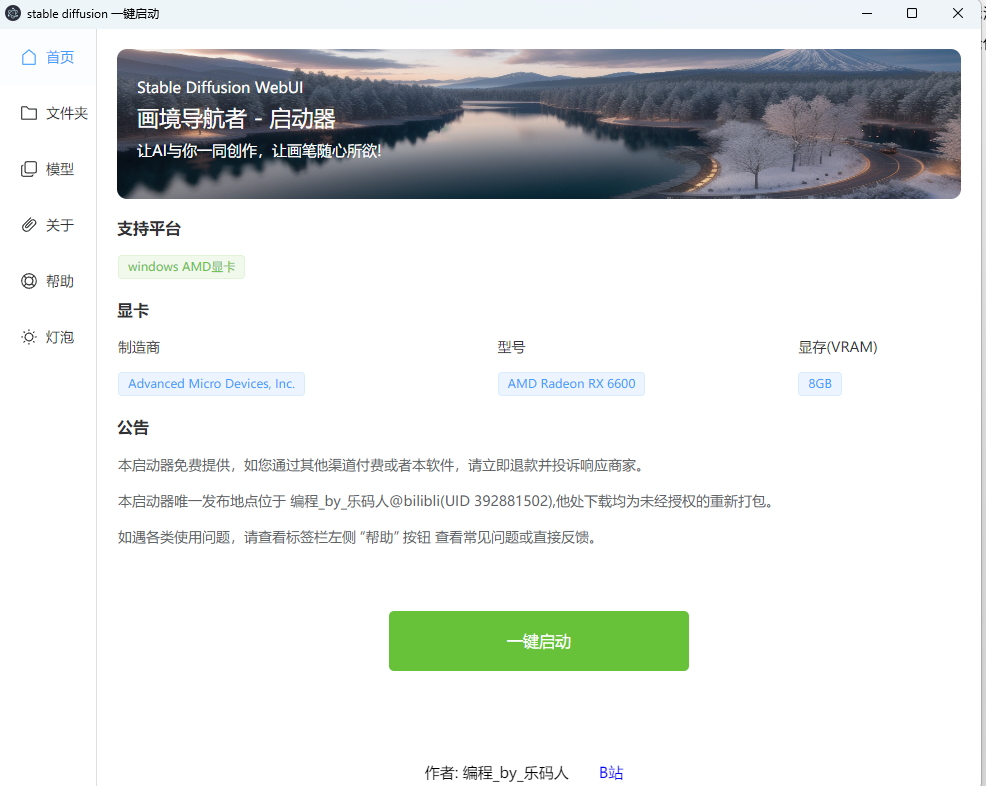 stable diffusion 一键启动
首页
文件夹
模型
关于
帮助
灯泡
Stable Diffusion WebUI
画境导航者 - 启动器
让AI与你一同创作，让画笔随心所欲!
支持平台
windows AMD显卡
显卡
制造商 型号 显存(VRAM)
Advanced Micro Devices, Inc. AMD Radeon RX 6600 8GB
公告
本启动器免费提供，如您通过其他渠道付费或者本软件，请立即退款并投诉响应商家。
本启动器唯一发布地点位于 编程_by_乐码人@bilibli(UID 392881502),他处下载均为未经授权的重新打包。
如遇各类使用问题，请查看标签栏左侧 “帮助” 按钮 查看常见问题或直接反馈。
一键启动
作者: 编程_by_乐码人 B站